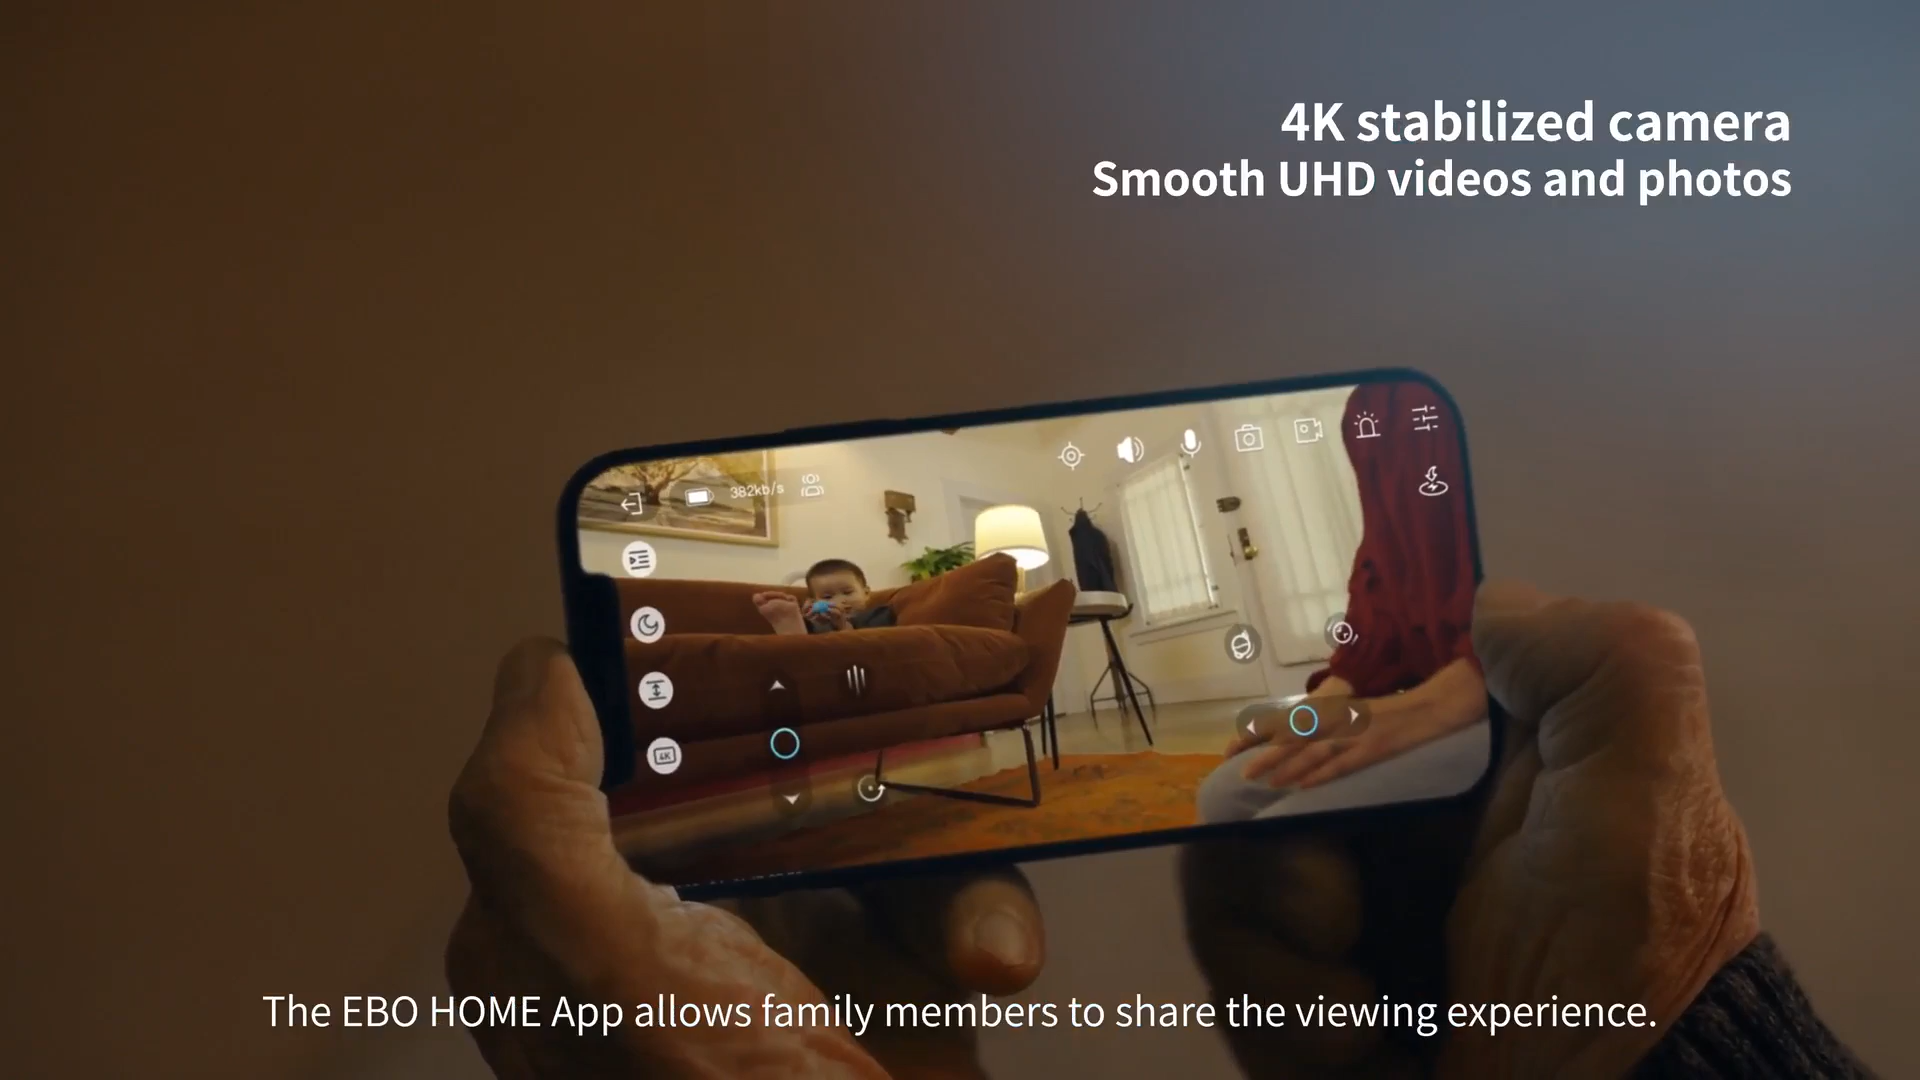 4K stabilized camera
Smooth UHD videos and photos
382kb/s
4K
The EBO HOME App allows family members to share the viewing experience.